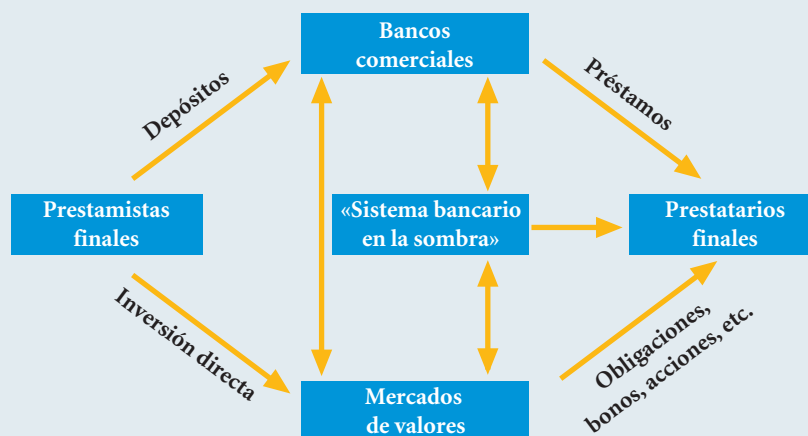 Bancos
comerciales
Depósitos
Préstamos
Prestamistas
finales
«Sistema bancario
en la sombra»
Prestatarios
finales
Inversión directa
Obligaciones,
bonos, acciones, etc.
Mercados
de valores